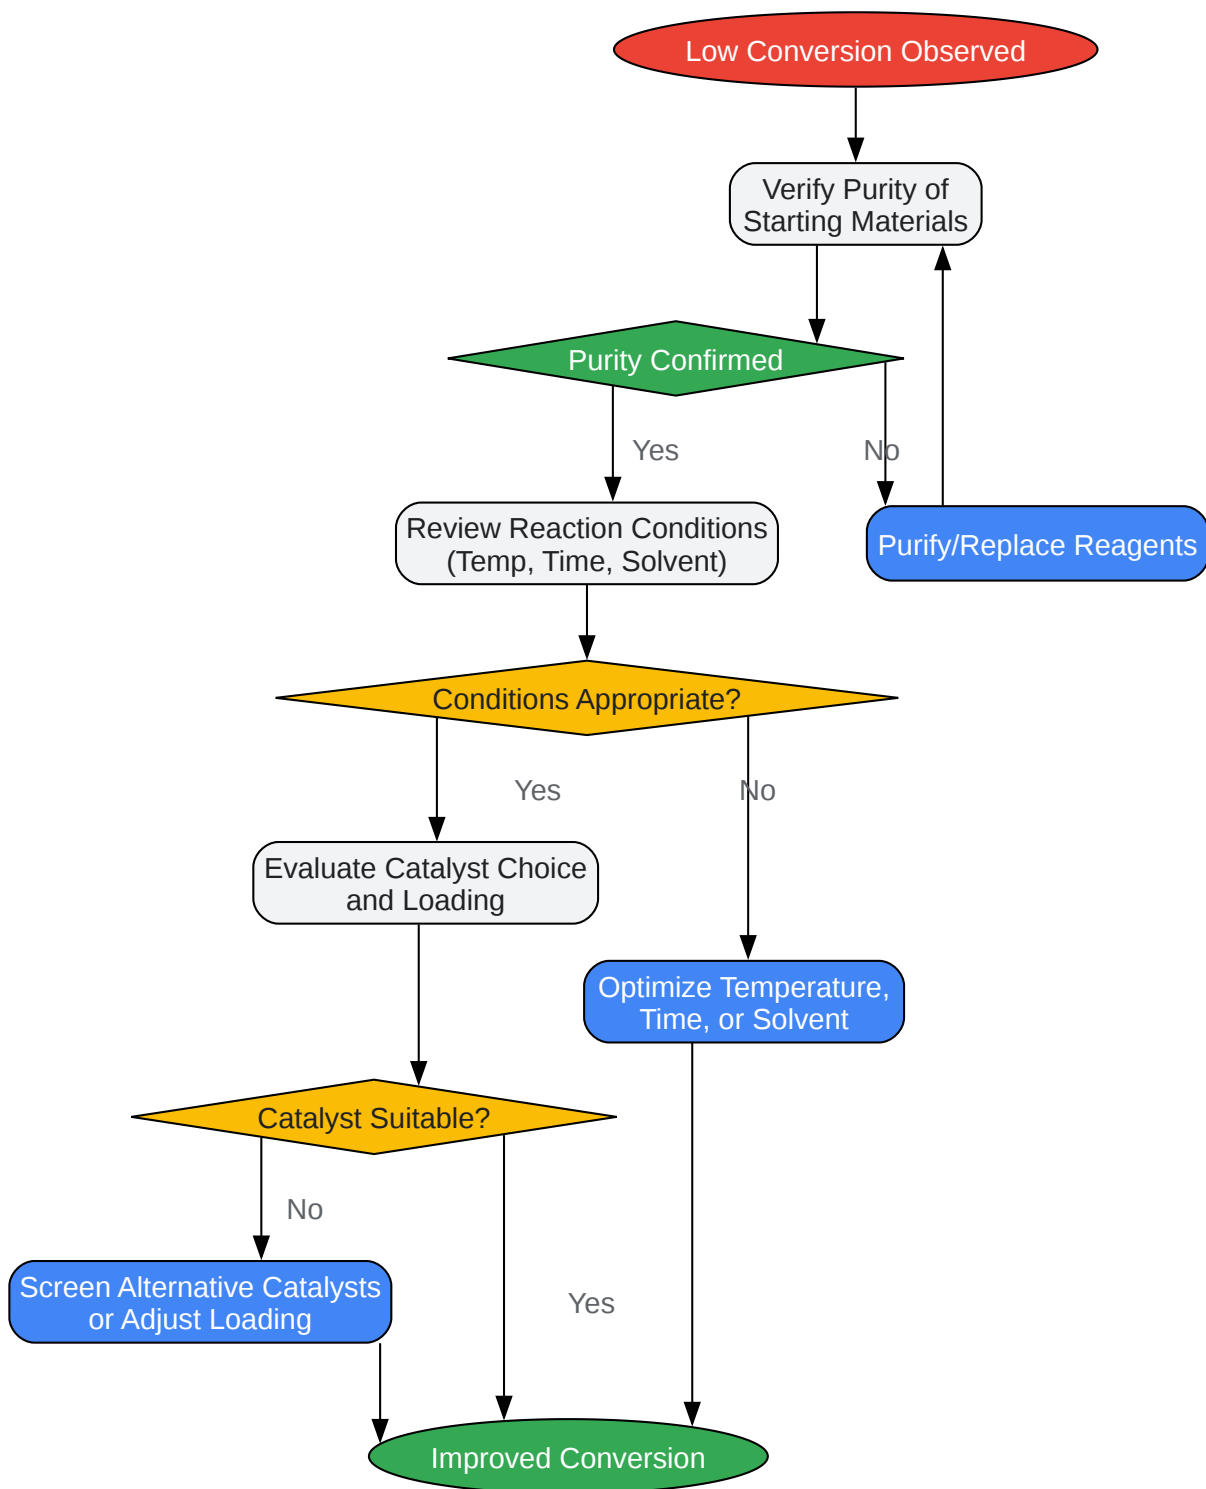 Low Conversion Observed
Verify Purity of
Starting Materials
Purity Confirmed
Yes
No
Review Reaction Conditions
(Temp, Time, Solvent)
Purify/Replace Reagents
Conditions Appropriate?
Yes
No
Evaluate Catalyst Choice
and Loading
Optimize Temperature,
Time, or Solvent
Catalyst Suitable?
No
Screen Alternative Catalysts
or Adjust Loading
Yes
Improved Conversion